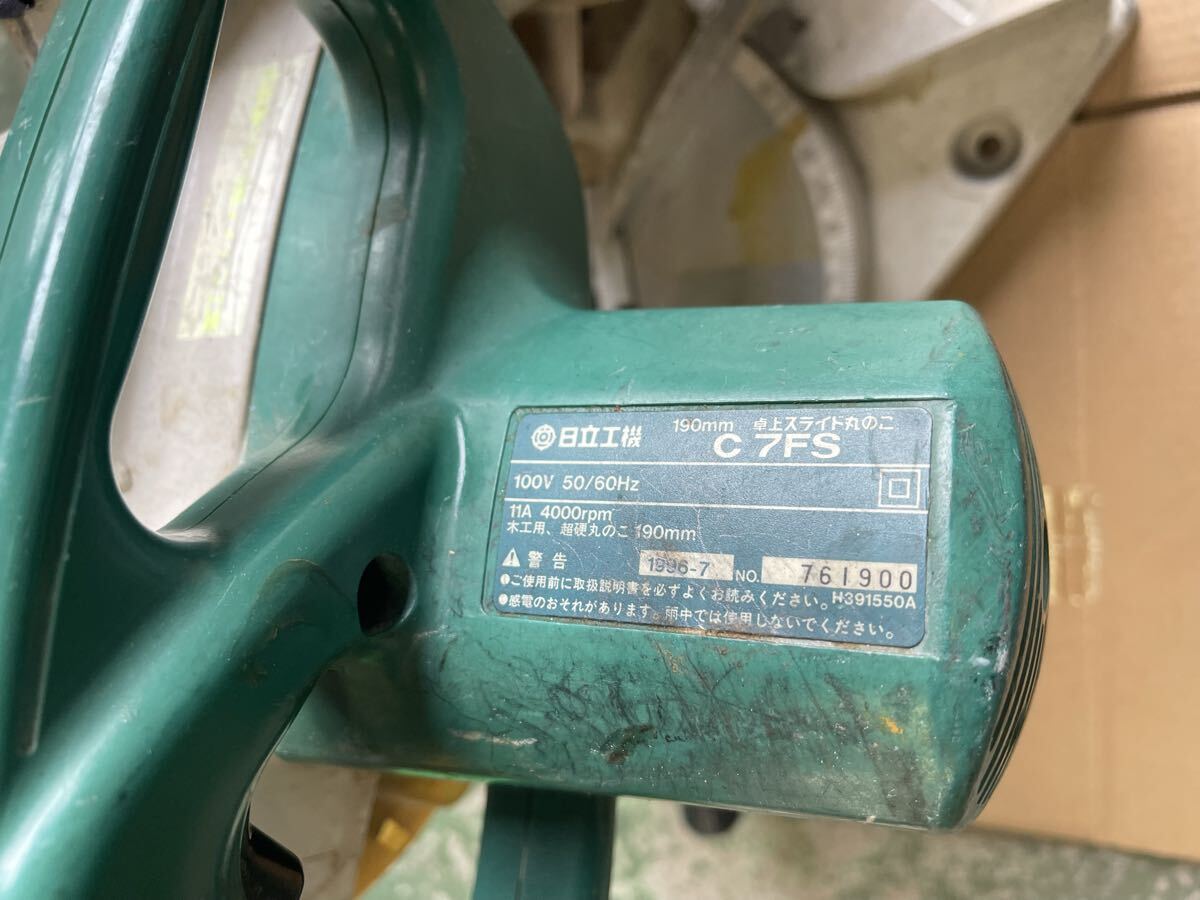 日立工機
190mm 卓上スライド丸のこ
C 7FS
100V 50/60Hz
11A 4000rpm
木工用、超硬丸のこ 190mm
警告
1996-7 NO. 761900
❶ご使用前に取扱説明書を必ずよくお読みください。 H391550A
❷感電のおそれがあります。雨中では使用しないでください。